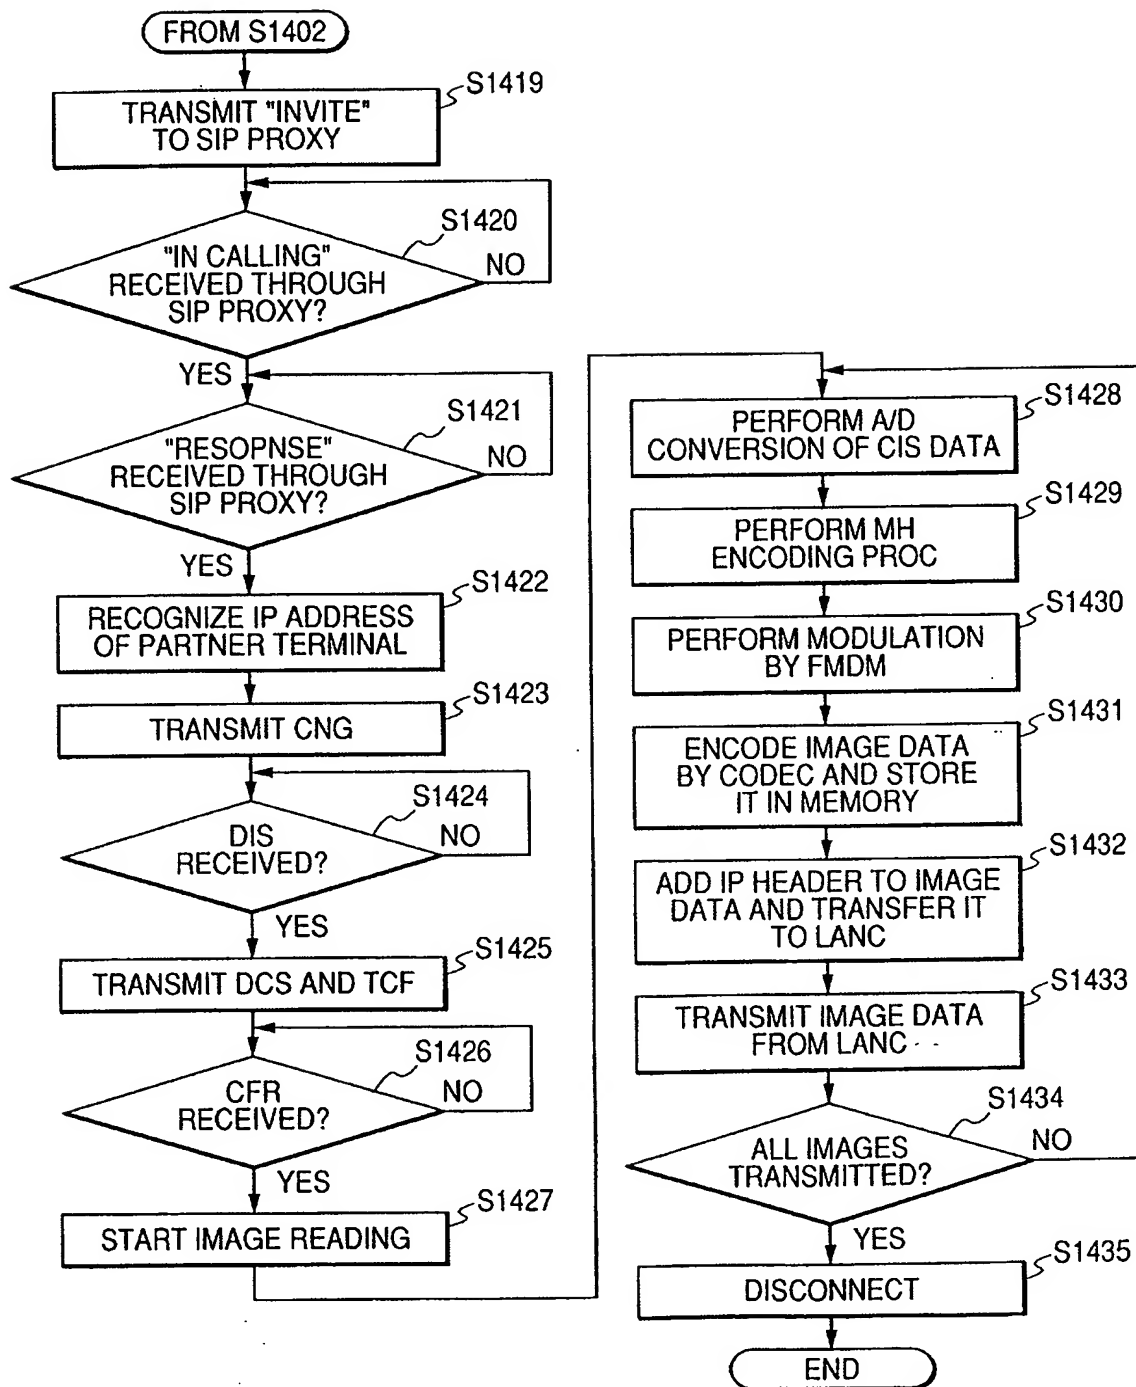 FROM S1402
S1419
TRANSMIT "INVITE"
TO SIP PROXY
S1420
"IN CALLING"
RECEIVED THROUGH
SIP PROXY?
NO
YES
S1421
"RESOPNSE"
RECEIVED THROUGH
SIP PROXY?
NO
YES
S1422
RECOGNIZE IP ADDRESS
OF PARTNER TERMINAL
S1423
TRANSMIT CNG
S1424
DIS
RECEIVED?
NO
YES
S1425
TRANSMIT DCS AND TCF
S1426
CFR
RECEIVED?
NO
YES
S1427
START IMAGE READING
S1428
PERFORM A/D
CONVERSION OF CIS DATA
S1429
PERFORM MH
ENCODING PROC
S1430
PERFORM MODULATION
BY FMDM
S1431
ENCODE IMAGE DATA
BY CODEC AND STORE
IT IN MEMORY
S1432
ADD IP HEADER TO IMAGE
DATA AND TRANSFER IT
TO LANC
S1433
TRANSMIT IMAGE DATA
FROM LANC
S1434
ALL IMAGES
TRANSMITTED?
NO
YES
S1435
DISCONNECT
END